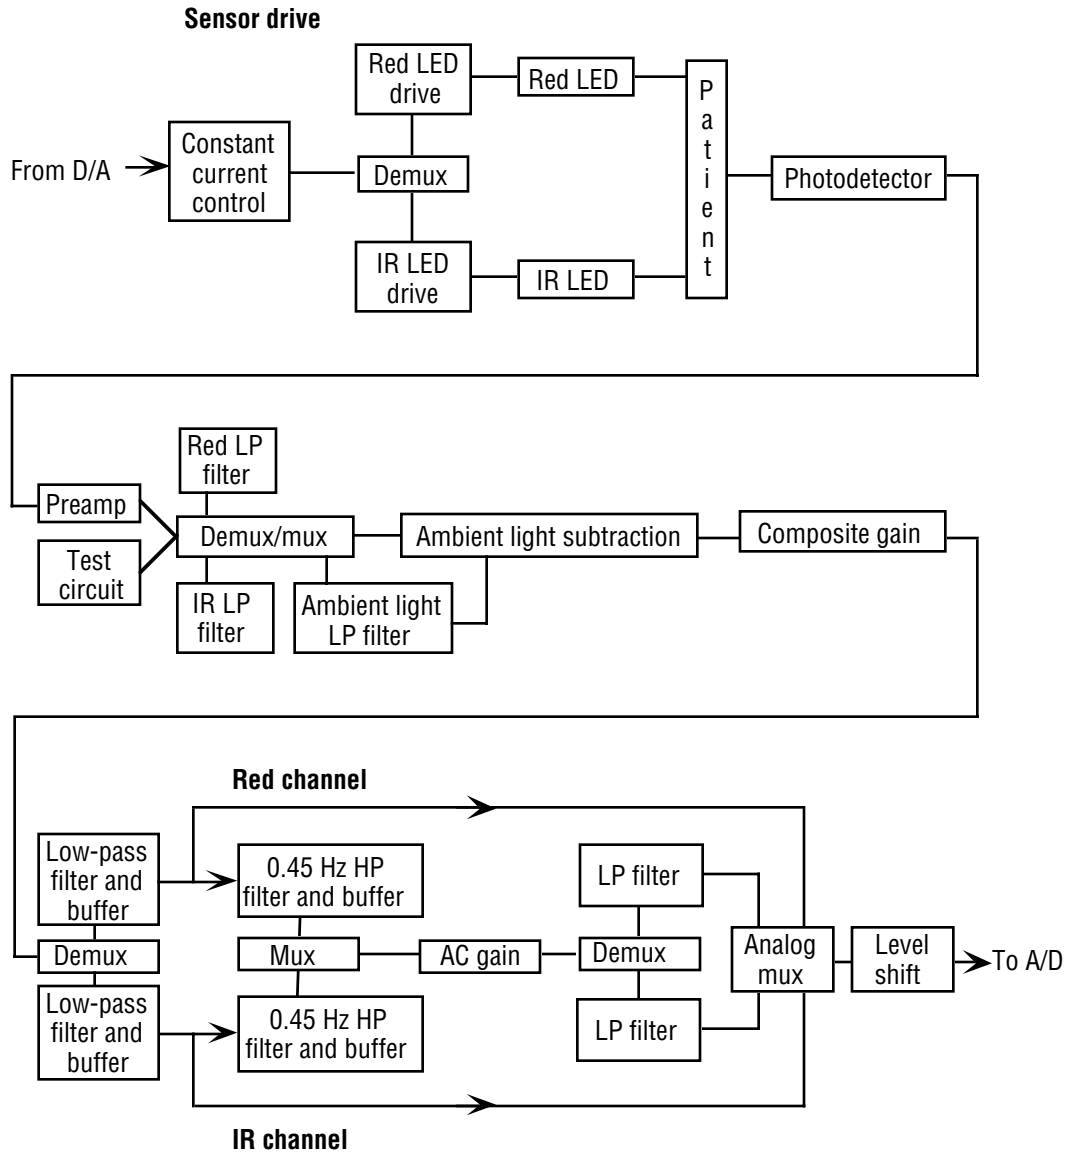 Sensor drive
Red LED
drive
Red LED
Constant
current
control
From D/A
Demux
IR LED
drive
IR LED
P
a
t
i
e
n
t
Photodetector
Red LP
filter
Preamp
Test
circuit
Demux/mux
IR LP
filter
Ambient light
LP filter
Ambient light subtraction
Composite gain
Red channel
Low-pass
filter and
buffer
Demux
Low-pass
filter and
buffer
0.45 Hz HP
filter and buffer
Mux
0.45 Hz HP
filter and buffer
AC gain
LP filter
Demux
LP filter
Analog
mux
Level
shift
To A/D
IR channel